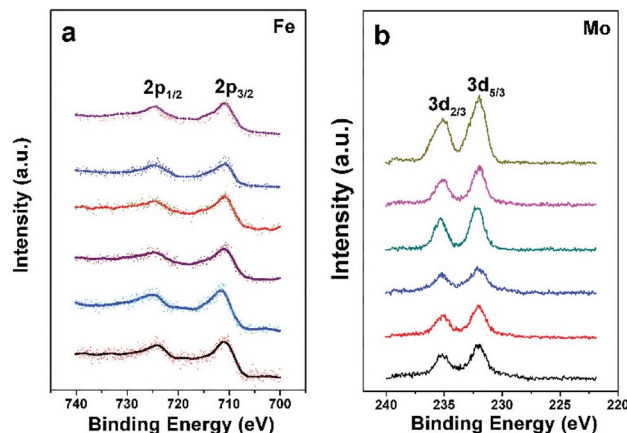 a
Fe
2p1/2
2p3/2
Intensity (a.u.)
740
730
720
710
700
Binding Energy (eV)
b
Mo
3d2/3
3d5/3
Intensity (a.u.)
240
235
230
225
220
Binding Energy (eV)